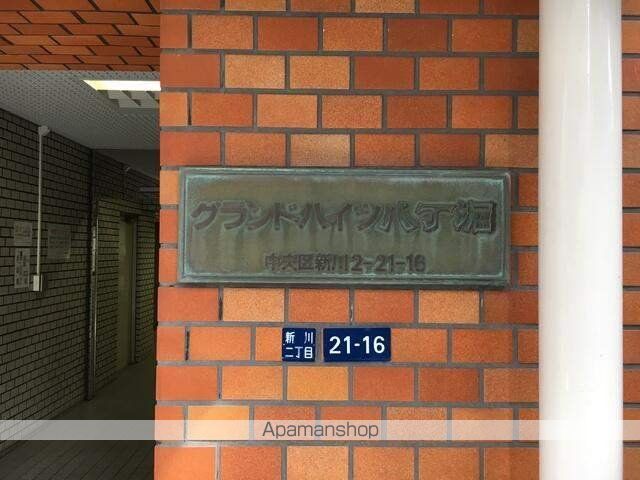 グランドハイツ八丁堀
中央区新川2-21-16
新川
二丁目
21-16
Apamanshop